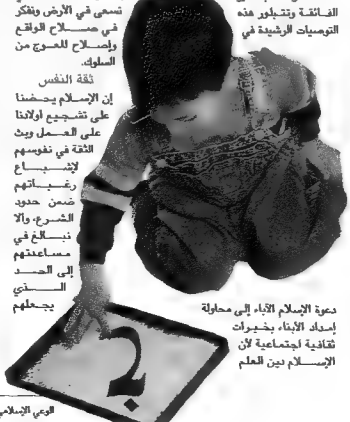 الفائقة وتتبلور هذه
التوصيات الرشيدة في
دعوة الإسلام الآباء إلى محاولة
إمداد الأبناء بخبرات
ثقافية اجتماعية لأن
الإسلام دين العلم
نسعى في الأرض ونفكر
في صلاح الواقع
وإصلاح للعوج من
السلوك.
ثقة النفس
إن الإسلام يحضنا
على تشجيع أولادنا
على العمل وبث
الثقة في نفوسهم
لإشباع
رغباتهم
ضمن حدود
الشرع، وألا
نبالغ في
مساعدتهم
إلى الحد
الذي
يجعلهم
الوعي الإسلامي